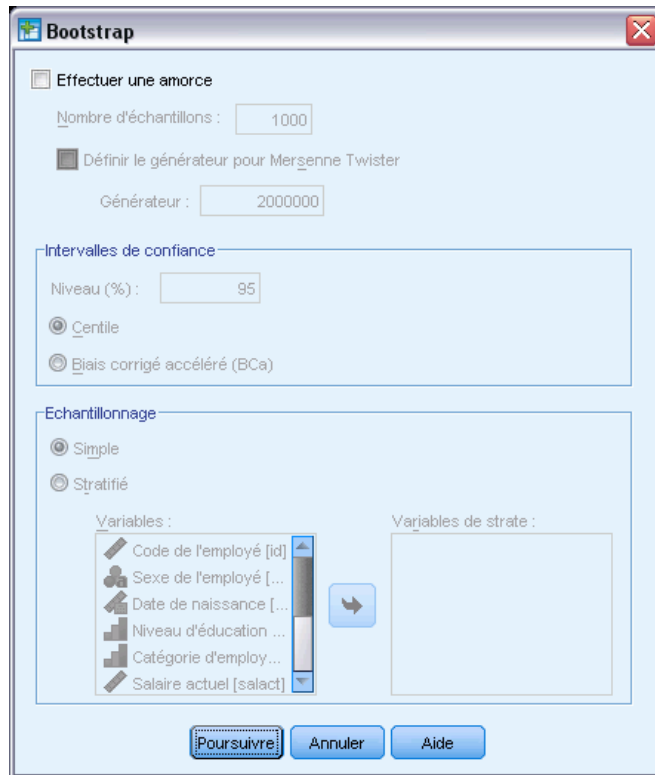 Bootstrap
Effectuer une amorce
Nombre d'échantillons : 1000
Définir le générateur pour Mersenne Twister
Générateur : 2000000
Intervalles de confiance
Niveau (%) : 95
Centile
Biais corrigé accéléré (BCa)
Echantillonnage
Simple
Stratifié
Variables :
Code de l'employé [id]
Sexe de l'employé [...
Date de naissance [...
Niveau d'éducation ...
Catégorie d'employ...
Salaire actuel [salact]
Variables de strate :
Poursuivre Annuler Aide